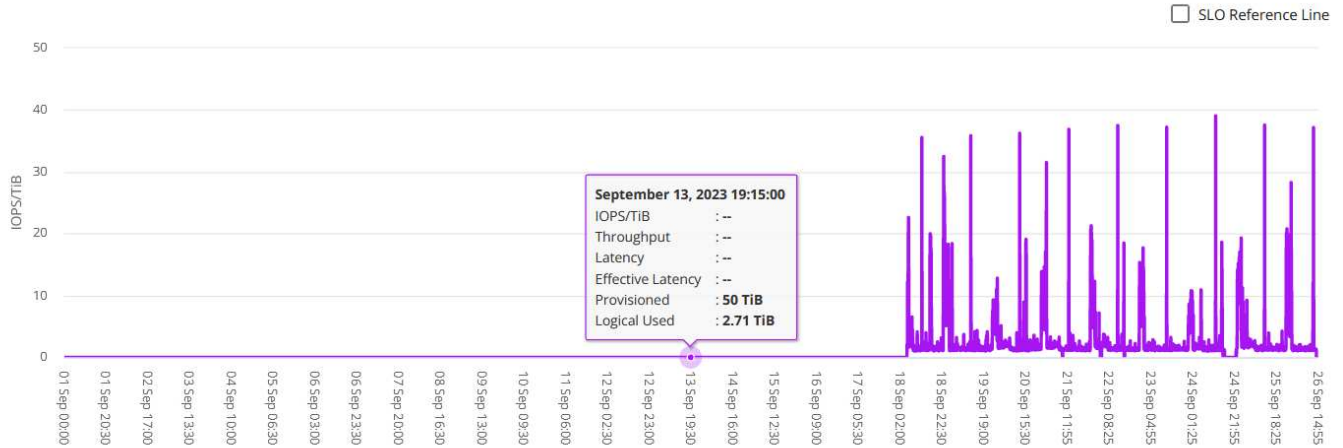 SLO Reference Line
50
40
30
20
10
0
IOPS/TiB
September 13, 2023 19:15:00
IOPS/TiB : --
Throughput : --
Latency : --
Effective Latency : --
Provisioned : 50 TiB
Logical Used : 2.71 TiB
01 Sep 00:00
01 Sep 20:30
02 Sep 17:00
03 Sep 13:30
04 Sep 10:00
05 Sep 06:30
06 Sep 03:00
06 Sep 23:30
07 Sep 20:00
08 Sep 16:30
09 Sep 13:00
10 Sep 09:30
11 Sep 06:00
12 Sep 02:30
12 Sep 23:00
13 Sep 19:30
14 Sep 16:00
15 Sep 12:30
16 Sep 09:00
17 Sep 05:30
18 Sep 02:00
18 Sep 22:30
19 Sep 19:00
20 Sep 15:30
21 Sep 11:55
22 Sep 08:25
23 Sep 04:55
24 Sep 01:25
24 Sep 21:55
25 Sep 18:25
26 Sep 14:55